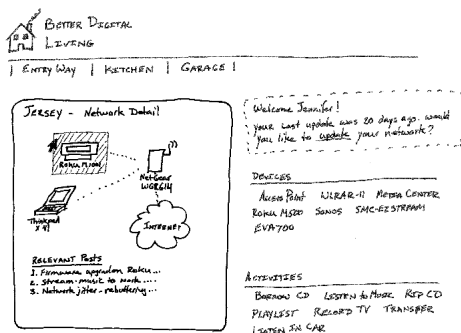 BETTER DIGITAL
LIVING
| ENTRY WAY | KITCHEN | GARAGE |
JERSEY - Network Detail
Roku M1001
NetGear
WGR614
Thinkpad
X41
INTERNET
RELEVANT POSTS
1. Firmware upgrade Roku...
2. Stream music to work....
3. Network jitter - rebuffering...
Welcome Jennifer!
your last update was 20 days ago. would
you like to update your network?
DEVICES
Access Point WiRAR-11 MEDIA CENTER
Roku M500 SONOS SMC-EZSTREAM
EVA700
ACTIVITIES
BORROW CD LISTEN to MUSIC RIP CD
PLAYLIST RECORD TV TRANSFER
LISTEN IN CAR